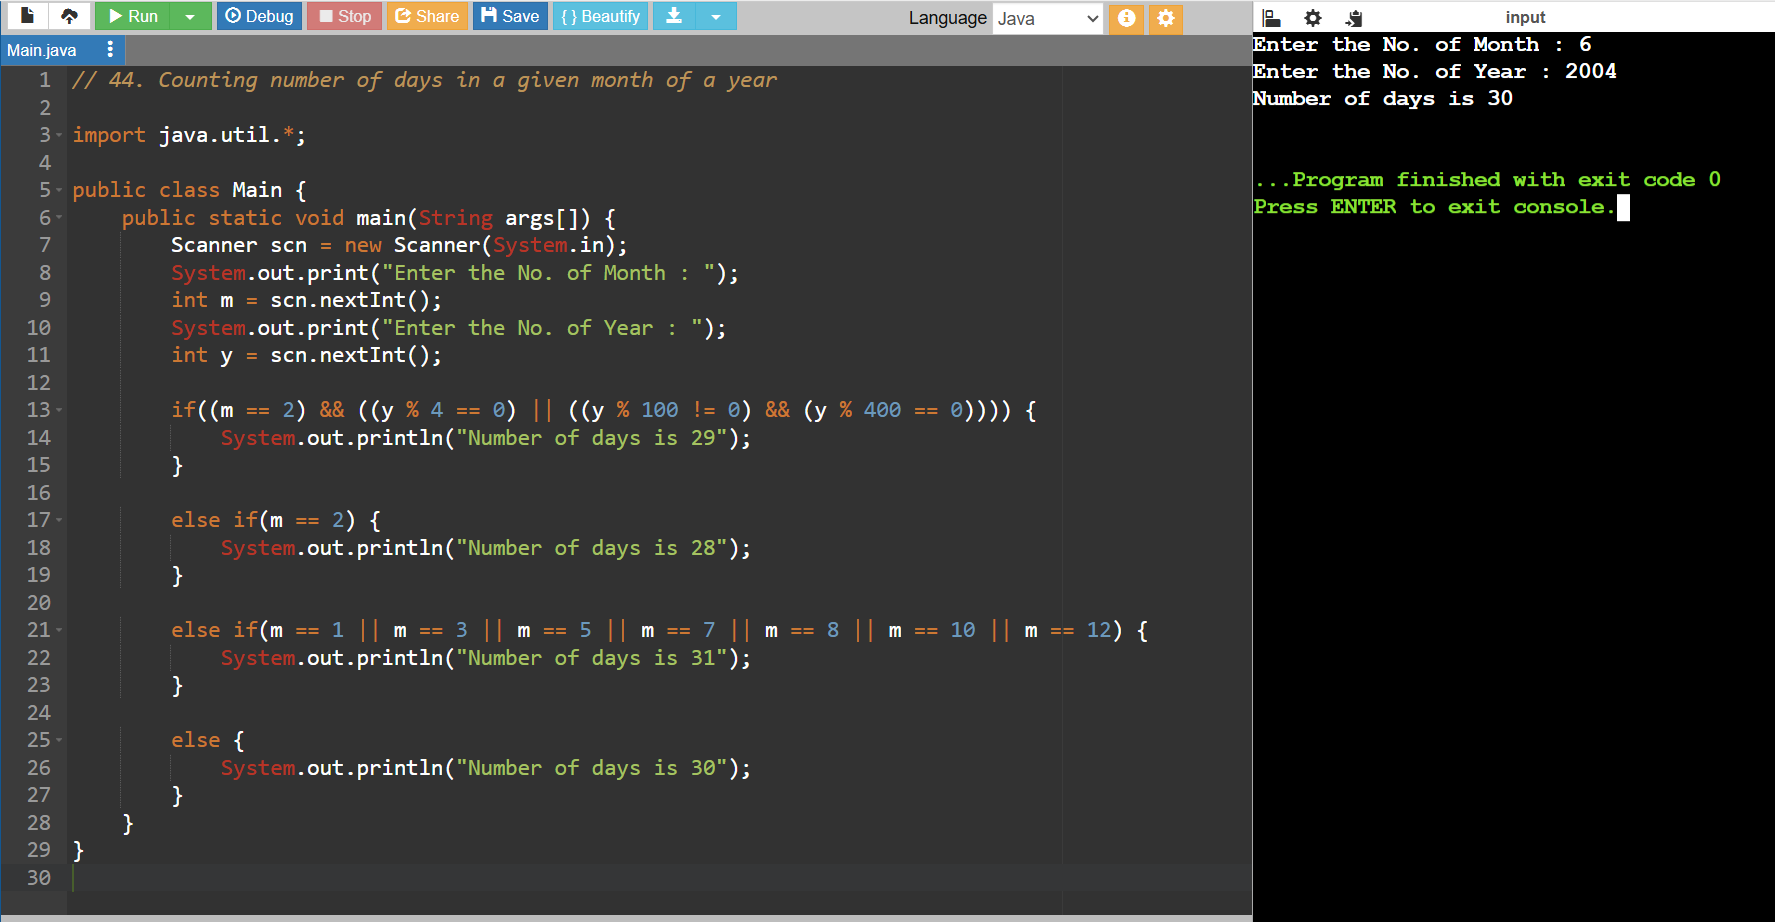 Run Debug Stop Share Save { } Beautify Language Java
Main.java
1 // 44. Counting number of days in a given month of a year
2
3 import java.util.*;
4
5 public class Main {
6 public static void main(String args[]) {
7 Scanner scn = new Scanner(System.in);
8 System.out.print("Enter the No. of Month : ");
9 int m = scn.nextInt();
10 System.out.print("Enter the No. of Year : ");
11 int y = scn.nextInt();
12
13 if((m == 2) && ((y % 4 == 0) || ((y % 100 != 0) && (y % 400 == 0)))) {
14 System.out.println("Number of days is 29");
15 }
16
17 else if(m == 2) {
18 System.out.println("Number of days is 28");
19 }
20
21 else if(m == 1 || m == 3 || m == 5 || m == 7 || m == 8 || m == 10 || m == 12) {
22 System.out.println("Number of days is 31");
23 }
24
25 else {
26 System.out.println("Number of days is 30");
27 }
28 }
29 }
30
input
Enter the No. of Month : 6
Enter the No. of Year : 2004
Number of days is 30
...Program finished with exit code 0
Press ENTER to exit console.